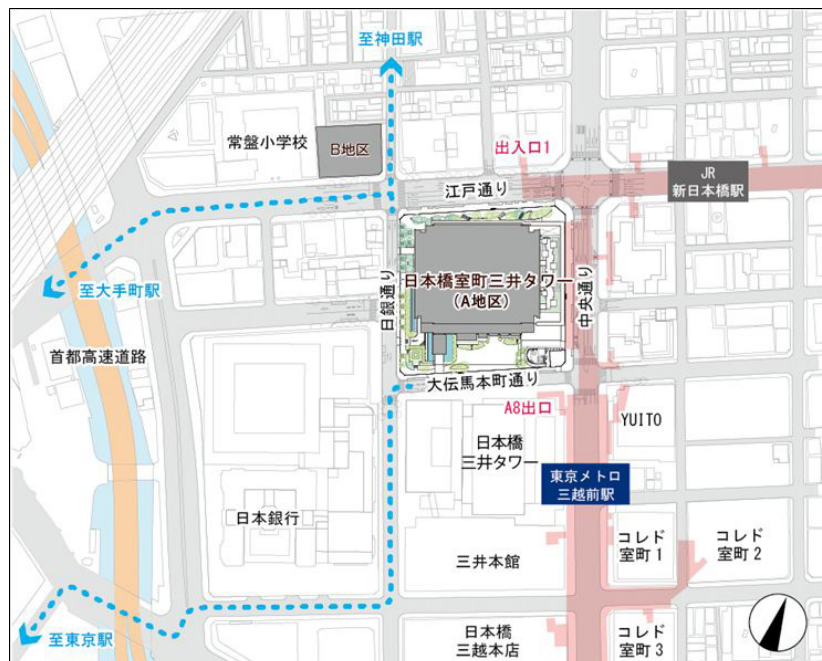 至神田駅
常盤小学校
B地区
出入口1
JR
新日本橋駅
江戸通り
日本橋室町三井タワー
(A地区)
日銀通り
中央通り
至大手町駅
首都高速道路
大伝馬本町通り
A8出口
YUITO
日本橋
三井タワー
東京メトロ
三越前駅
日本銀行
三井本館
コレド
室町1
コレド
室町2
至東京駅
日本橋
三越本店
コレド
室町3